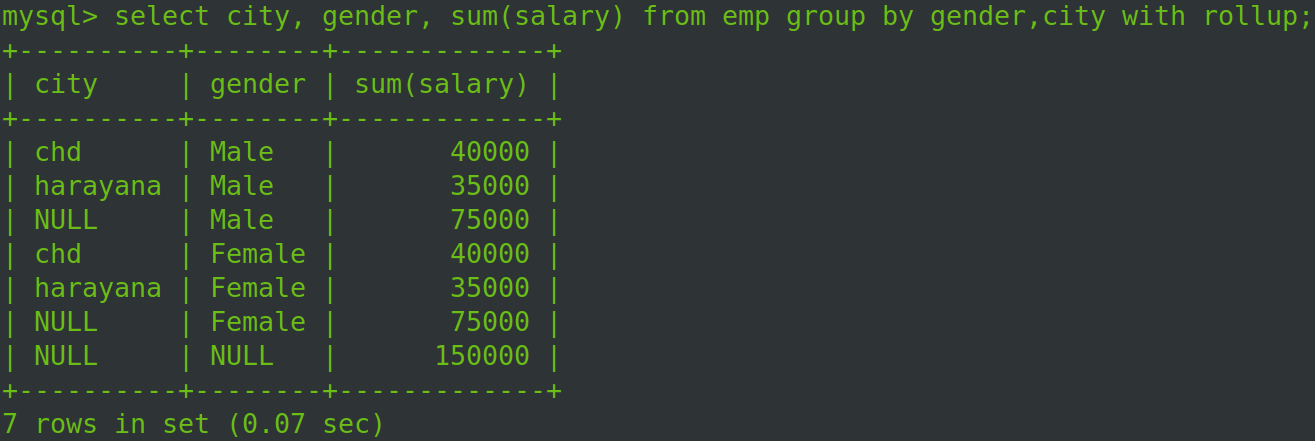 mysql> select city, gender, sum(salary) from emp group by gender,city with rollup;
+----------+--------+-------------+
| city     | gender | sum(salary) |
+----------+--------+-------------+
| chd      | Male   |       40000 |
| harayana | Male   |       35000 |
| NULL     | Male   |       75000 |
| chd      | Female |       40000 |
| harayana | Female |       35000 |
| NULL     | Female |       75000 |
| NULL     | NULL   |      150000 |
+----------+--------+-------------+
7 rows in set (0.07 sec)